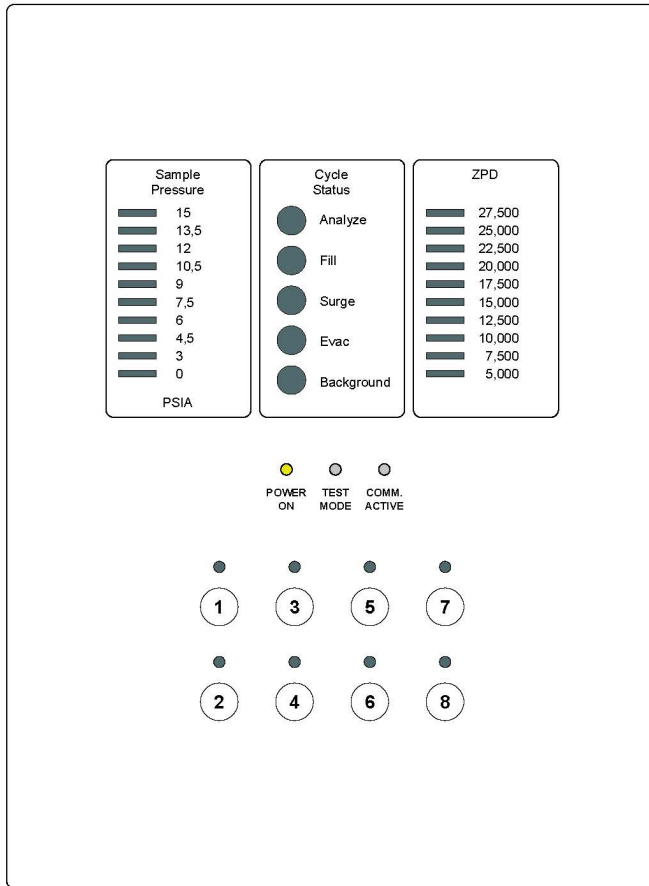 Sample
Pressure
15
13,5
12
10,5
9
7,5
6
4,5
3
0
PSIA
Cycle
Status
Analyze
Fill
Surge
Evac
Background
ZPD
27,500
25,000
22,500
20,000
17,500
15,000
12,500
10,000
7,500
5,000
POWER
ON
TEST
MODE
COMM.
ACTIVE
1
3
5
7
2
4
6
8